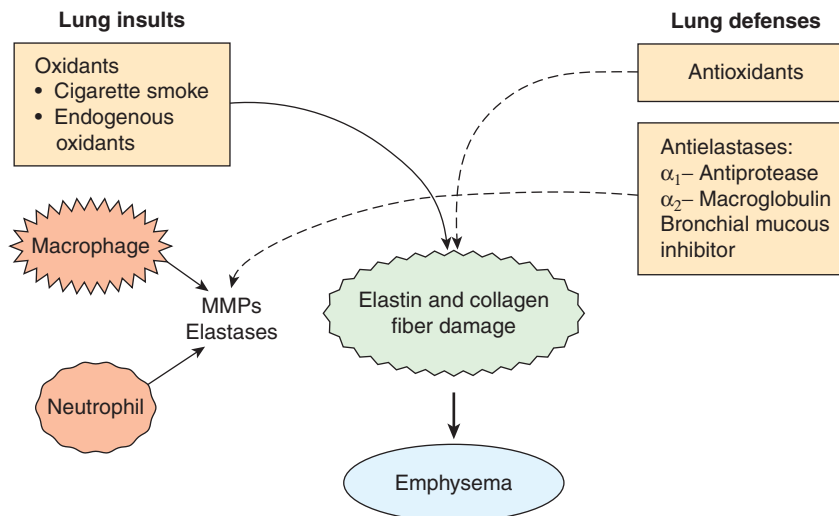 Lung insults
Oxidants
• Cigarette smoke
• Endogenous
oxidants
Macrophage
Neutrophil
MMPs
Elastases
Lung defenses
Antioxidants
Antielastases:
α₁– Antiprotease
α₂– Macroglobulin
Bronchial mucous
inhibitor
Elastin and collagen
fiber damage
Emphysema